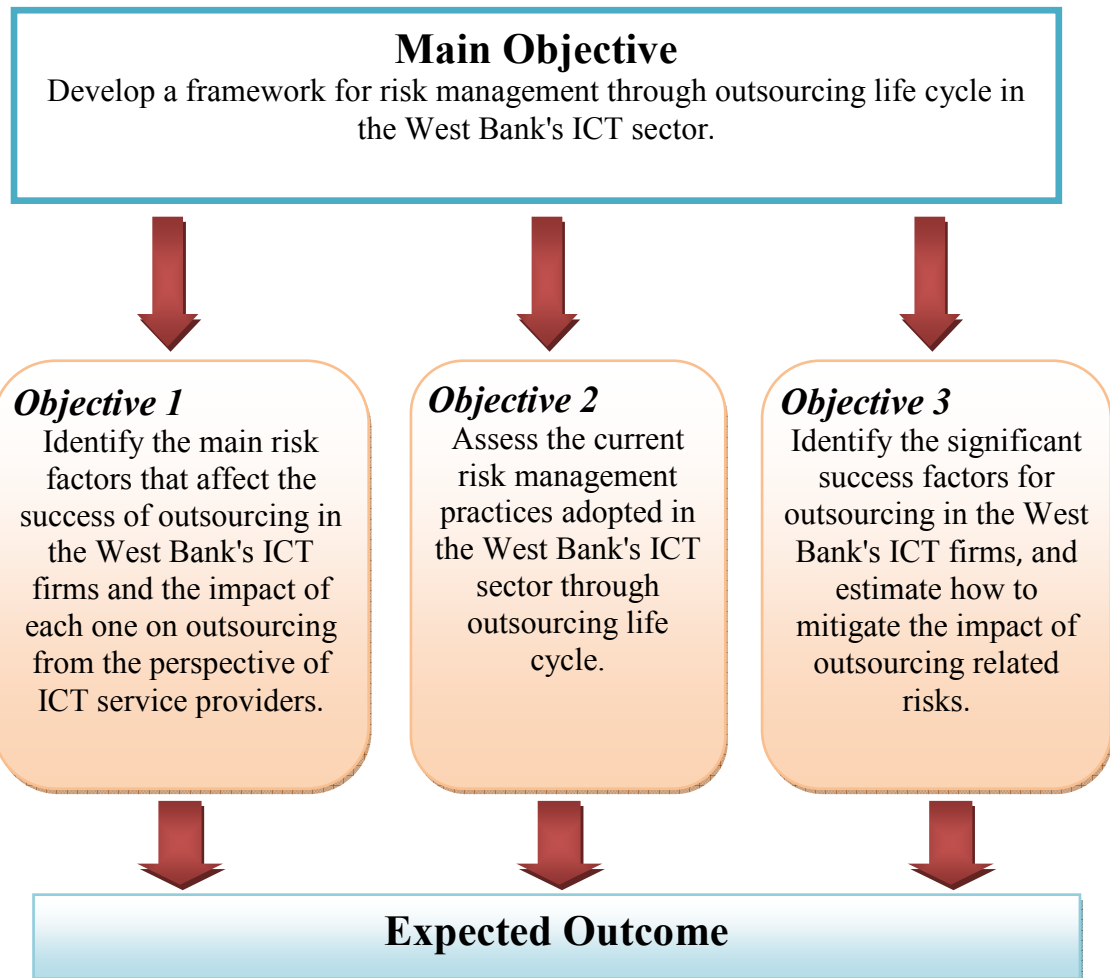 Main Objective
Develop a framework for risk management through outsourcing life cycle in
the West Bank's ICT sector.
Objective 1
Identify the main risk
factors that affect the
success of outsourcing in
the West Bank's ICT
firms and the impact of
each one on outsourcing
from the perspective of
ICT service providers.
Objective 2
Assess the current
risk management
practices adopted in
the West Bank's ICT
sector through
outsourcing life
cycle.
Objective 3
Identify the significant
success factors for
outsourcing in the West
Bank's ICT firms, and
estimate how to
mitigate the impact of
outsourcing related
risks.
Expected Outcome